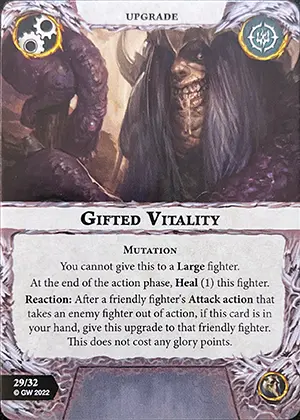 UPGRADE
GIFTED VITALITY
MUTATION
You cannot give this to a Large fighter.
At the end of the action phase, Heal (1) this fighter.
Reaction: After a friendly fighter's Attack action that
takes an enemy fighter out of action, if this card is in
your hand, give this upgrade to that friendly fighter.
This does not cost any glory points.
29/32
© GW 2022